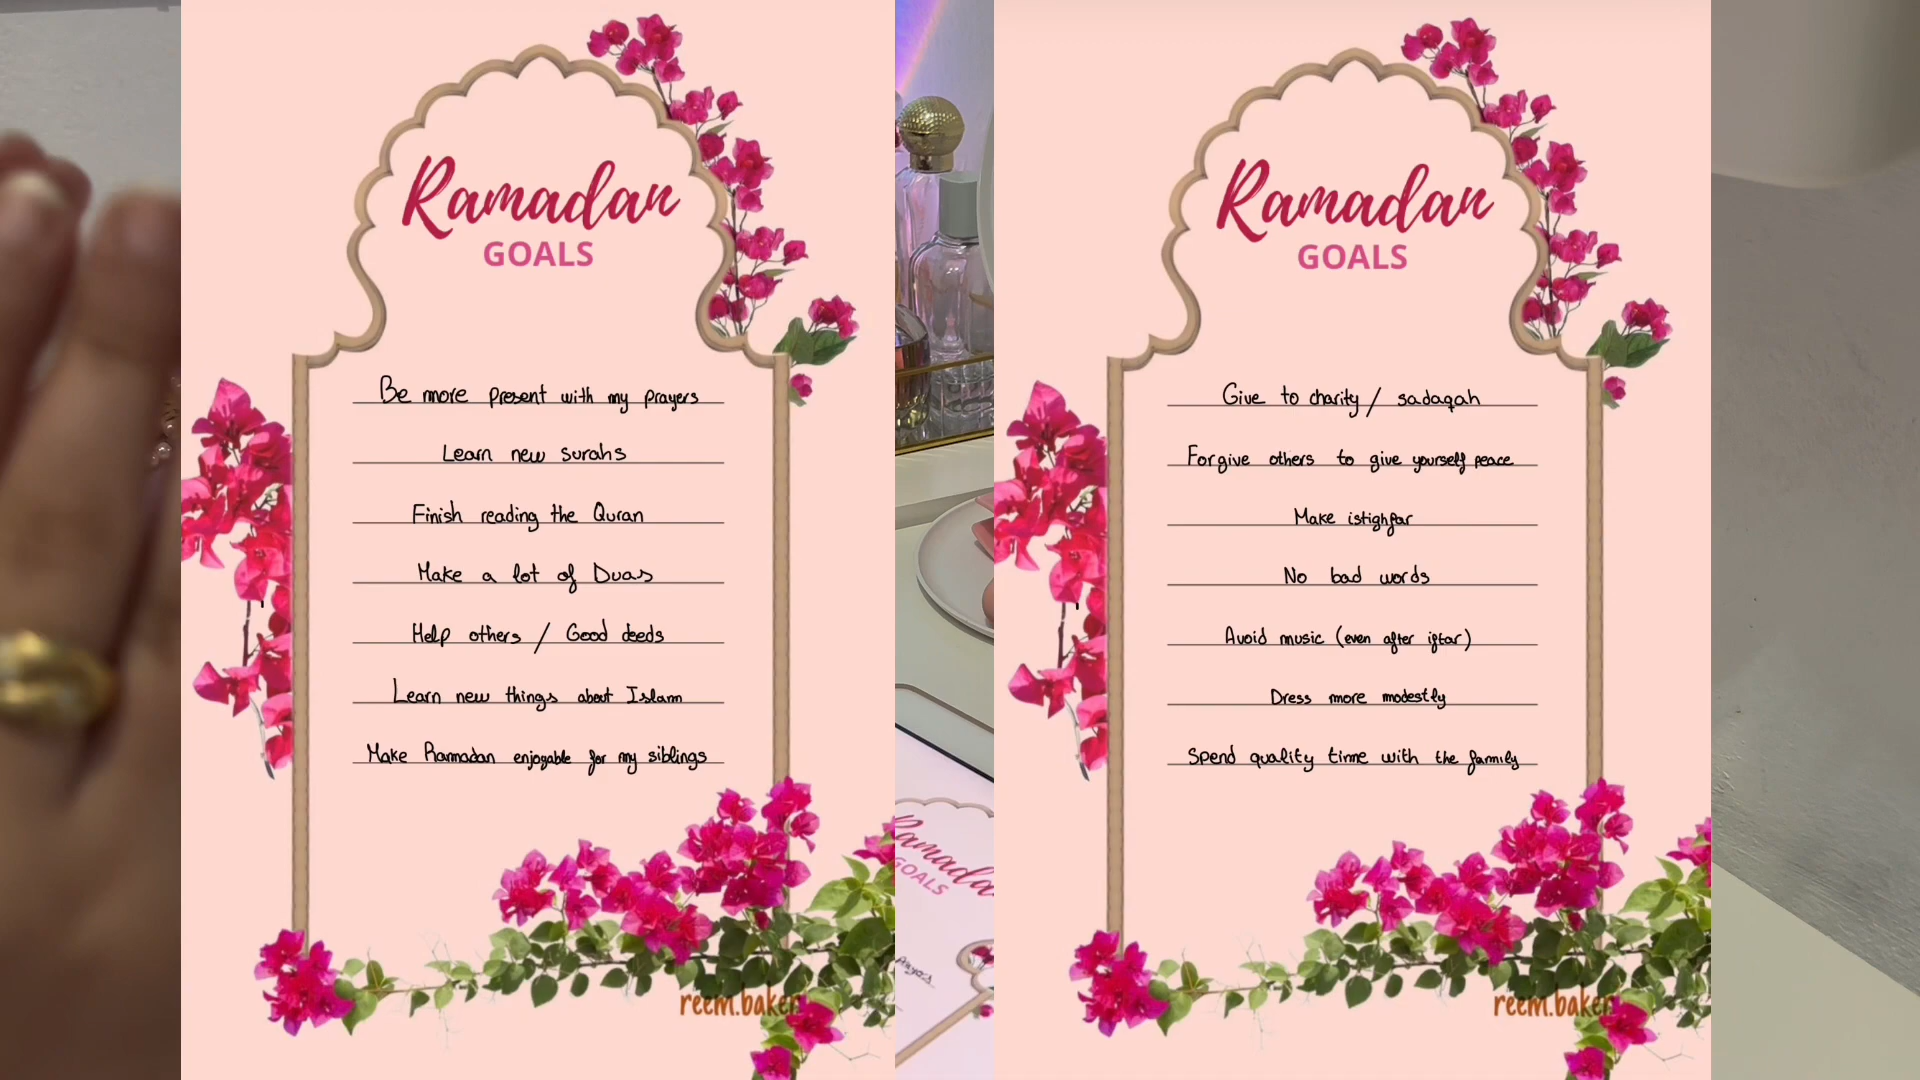 Ramadan
GOALS
Be more present with my prayers
Learn new surahs
Finish reading the Quran
Make a lot of Duas
Help others / Good deeds
Learn new things about Islam
Make Ramadan enjoyable for my siblings
reem.baker
Ramadan
GOALS
Prayers
Ramadan
GOALS
Give to charity / sadaqah
Forgive others to give yourself peace
Make istighfar
No bad words
Avoid music (even after iftar)
Dress more modestly
Spend quality time with the family
reem.baker